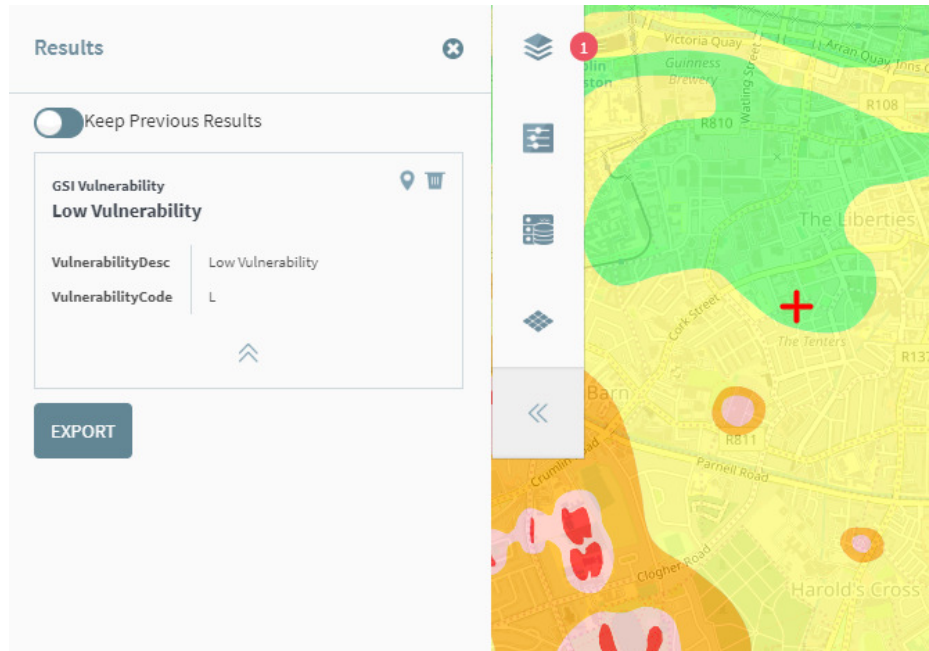 Results
Keep Previous Results
GSI Vulnerability
Low Vulnerability
VulnerabilityDesc Low Vulnerability
VulnerabilityCode L
EXPORT
1
Victoria Quay
Arran Quay
Inns
Guinness
Brewery
Watling Street
R108
R810
The Liberties
Cork Street
The Tenters
R137
Barn
R811
Parnell Road
Crumlin Road
Clogher Road
Harold's Cross